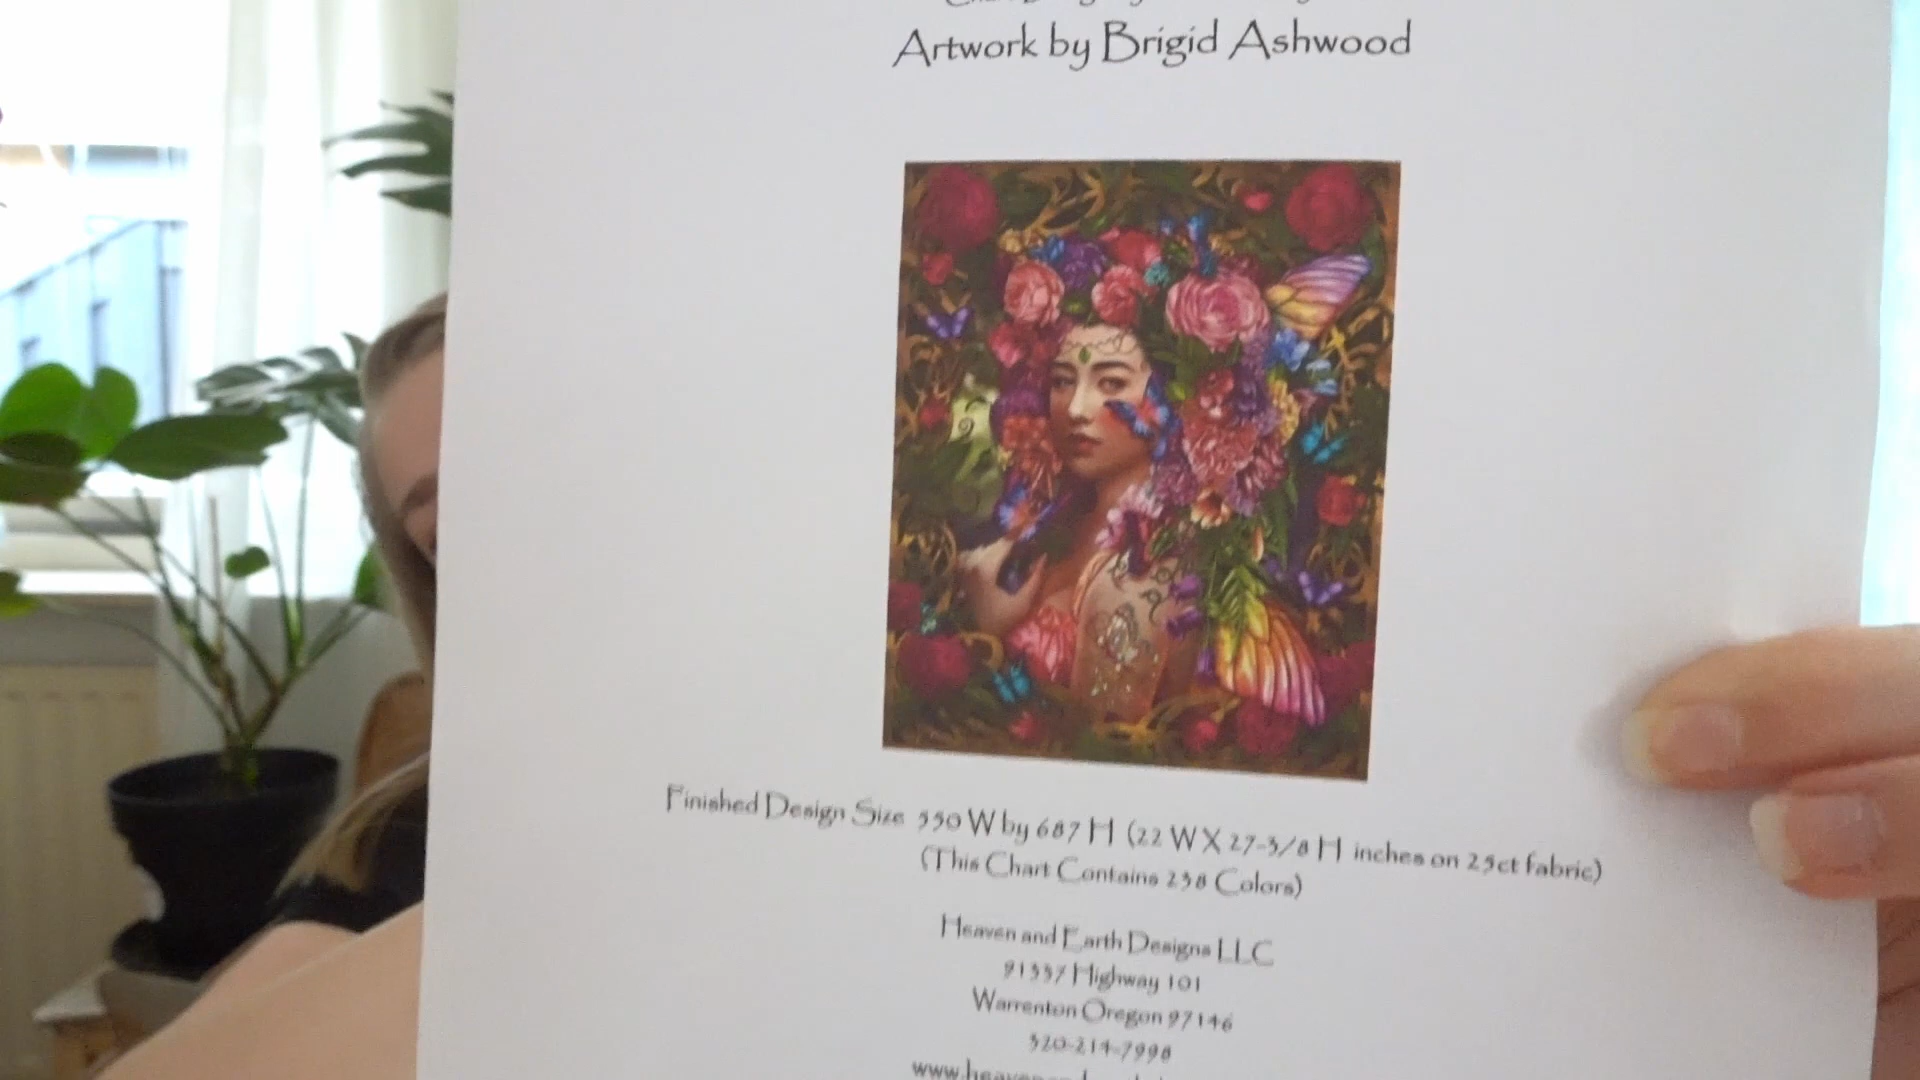 Artwork by Brigid Ashwood
Finished Design Size 550 W by 687 H (22 W X 27-3/8 H inches on 25ct fabric)
(This Chart Contains 238 Colors)
Heaven and Earth Designs LLC
91337 Highway 101
Warrenton Oregon 97146
520-214-7998